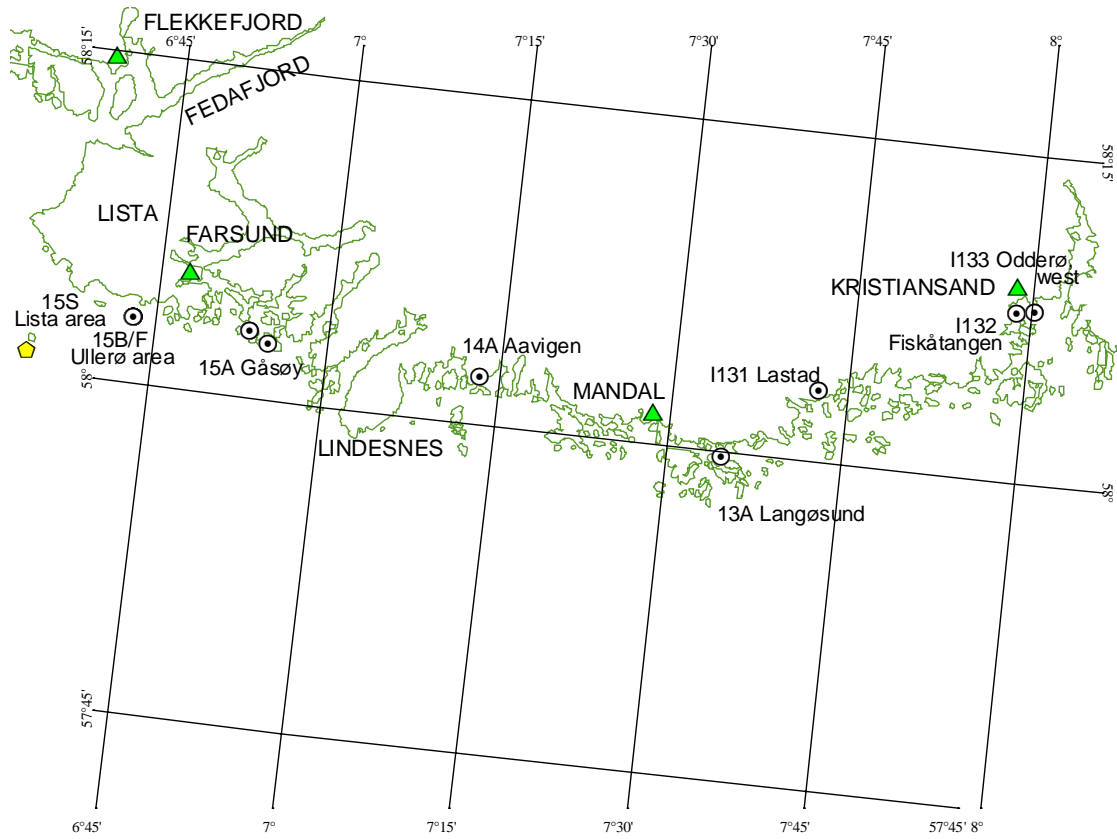 FLEKKEFJORD
58°15'
6°45'
7°
7°15'
7°30'
7°45'
8°
FEDAFJORD
58°15'
LISTA
FARSUND
I133 Odderø,
west
KRISTIANSAND
15S
Lista area
I132
Fiskåtangen
15B/F
Ullerø area
15A Gåsøy
14A Aavigen
I131 Lastad
58°
MANDAL
LINDESNES
58°
13A Langøsund
57°45'
6°45'
7°
7°15'
7°30'
7°45'
57°45'
8°